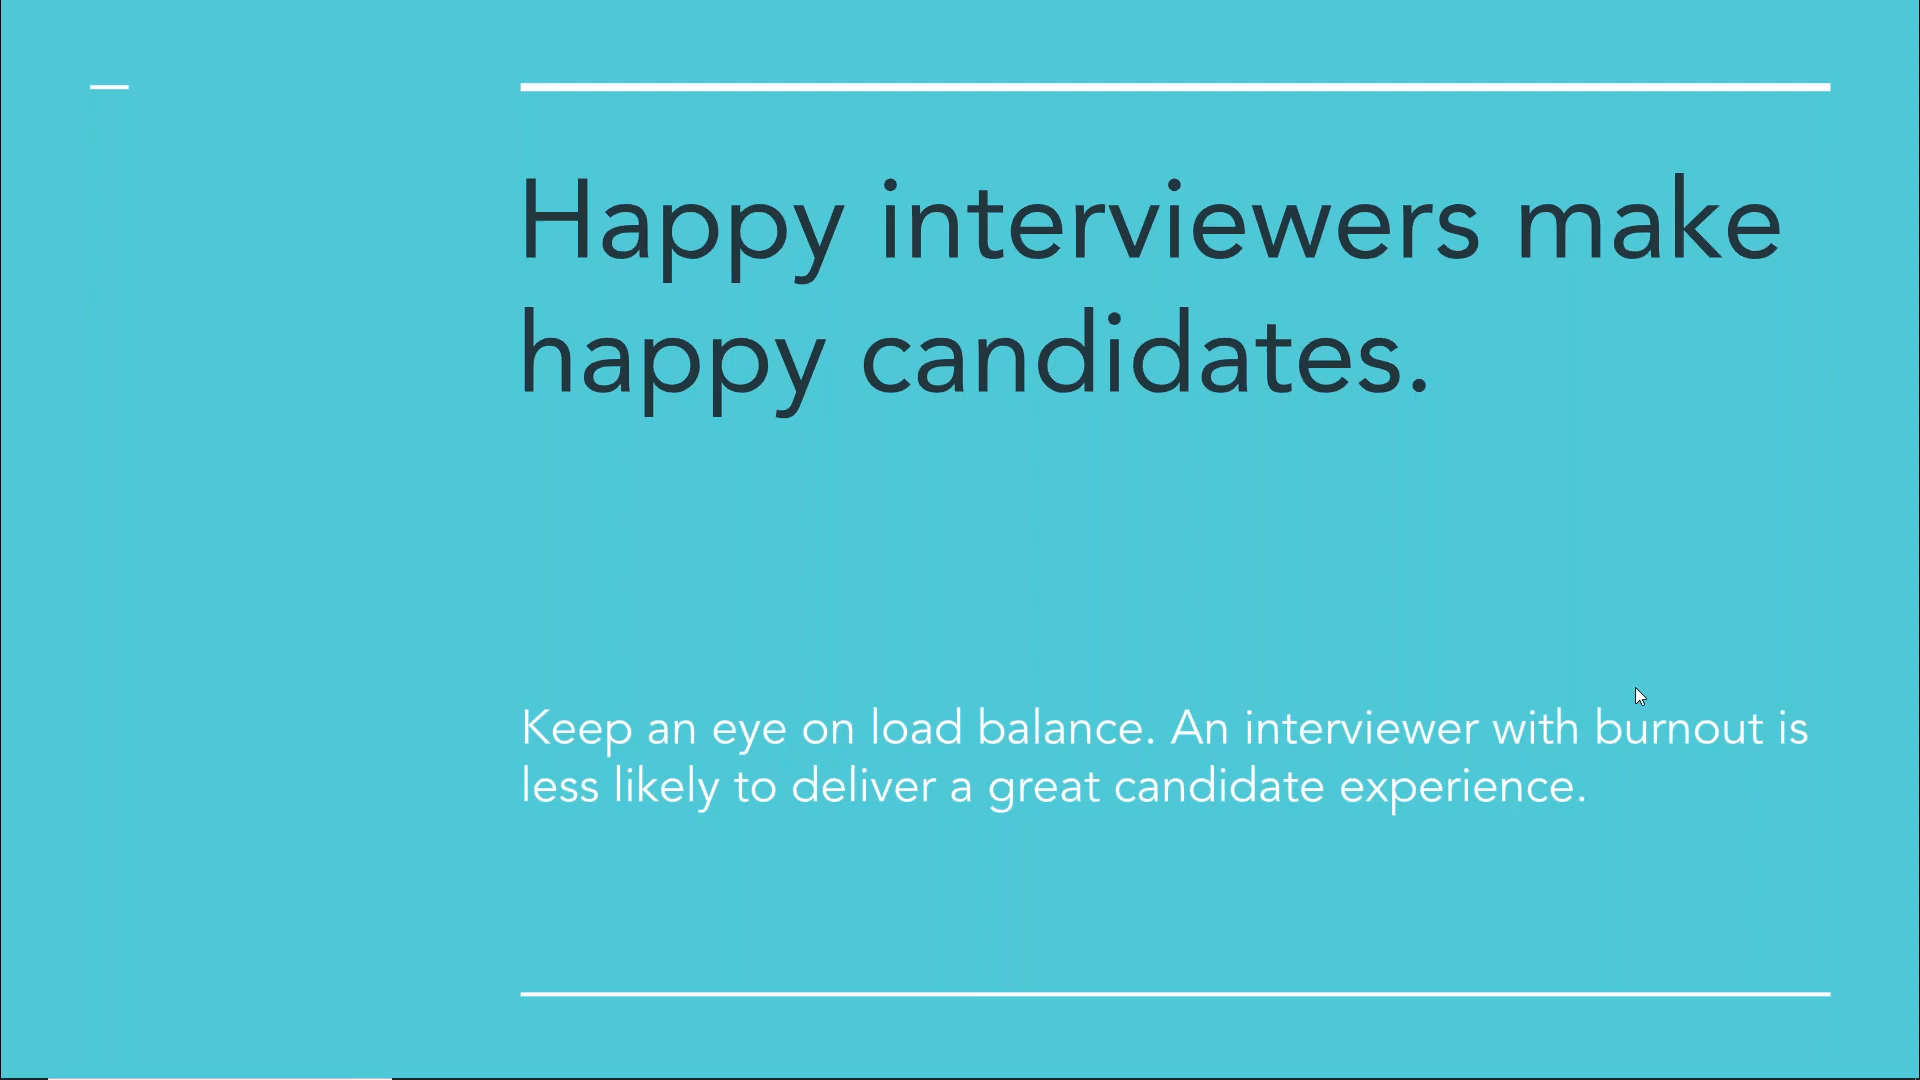 Happy interviewers make
happy candidates.
Keep an eye on load balance. An interviewer with burnout is
less likely to deliver a great candidate experience.